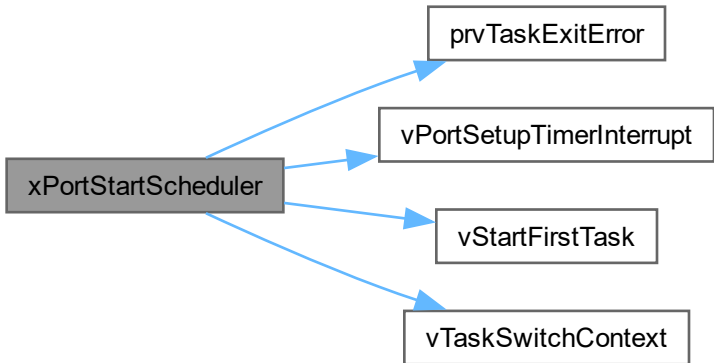 prvTaskExitError
vPortSetupTimerInterrupt
xPortStartScheduler
vStartFirstTask
vTaskSwitchContext